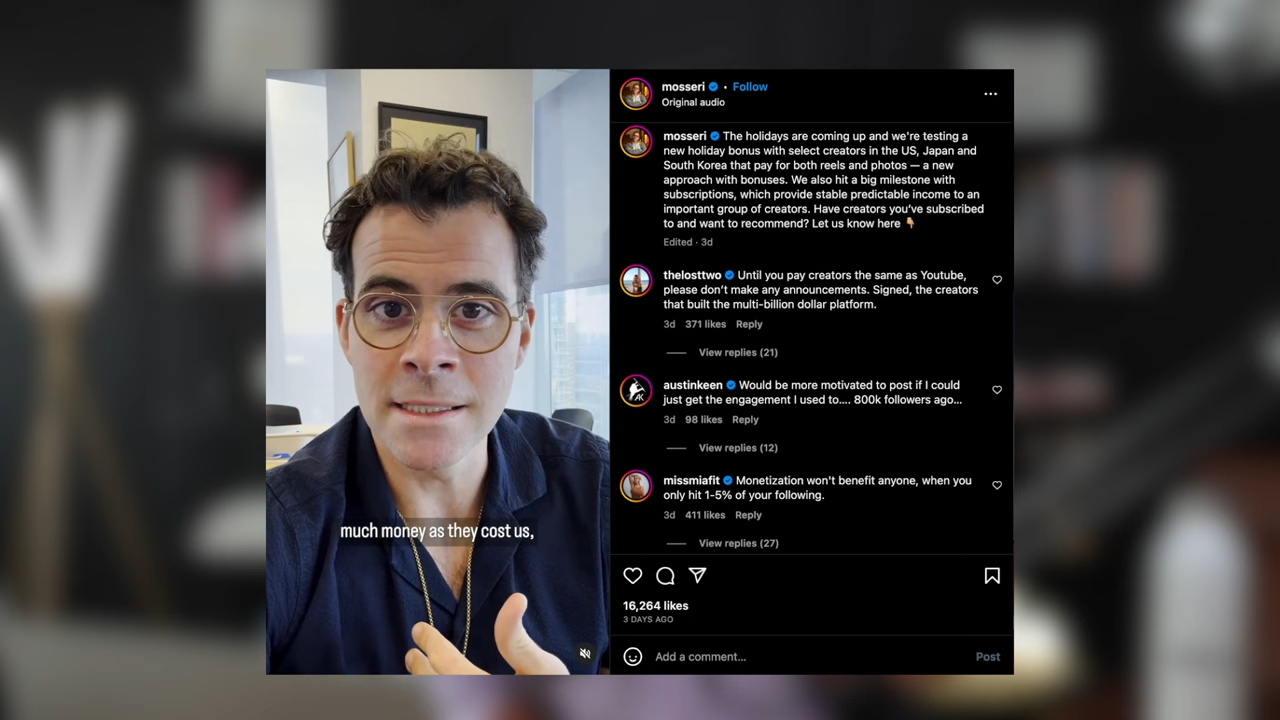 mosseri • Follow
Original audio
mosseri The holidays are coming up and we're testing a
new holiday bonus with select creators in the US, Japan and
South Korea that pay for both reels and photos — a new
approach with bonuses. We also hit a big milestone with
subscriptions, which provide stable predictable income to an
important group of creators. Have creators you’ve subscribed
to and want to recommend? Let us know here 👇🏼
Edited · 3d
thelosttwo Until you pay creators the same as Youtube,
please don’t make any announcements. Signed, the creators
that built the multi-billion dollar platform.
3d 371 likes Reply
View replies (21)
austinkeen Would be more motivated to post if I could
just get the engagement I used to.... 800k followers ago...
3d 98 likes Reply
View replies (12)
AK
missmiafit Monetization won't benefit anyone, when you
only hit 1-5% of your following.
3d 411 likes Reply
View replies (27)
much money as they cost us,
16,264 likes
3 DAYS AGO
Add a comment...
Post